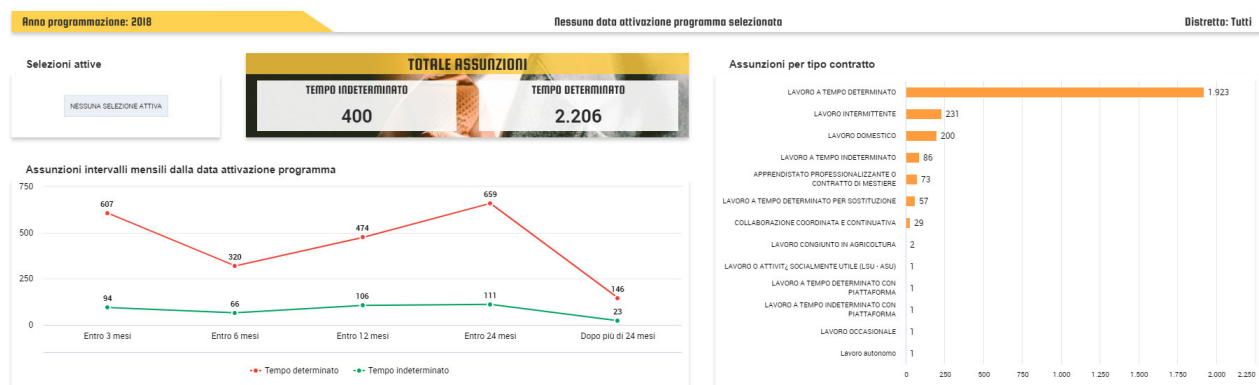 Anno programmazione: 2018
Nessuna data attivazione programma selezionata
Distretto: Tutti
Selezioni attive
NESSUNA SELEZIONE ATTIVA
TOTALE ASSUNZIONI
TEMPO INDETERMINATO
400
TEMPO DETERMINATO
2.206
Assunzioni intervalli mensili dalla data attivazione programma
750
500
250
0
607
320
474
659
146
94
66
106
111
23
Entro 3 mesi
Entro 6 mesi
Entro 12 mesi
Entro 24 mesi
Dopo più di 24 mesi
Tempo determinato
Tempo indeterminato
Assunzioni per tipo contratto
LAVORO A TEMPO DETERMINATO 1.923
LAVORO INTERMITTENTE 231
LAVORO DOMESTICO 200
LAVORO A TEMPO INDETERMINATO 86
APPRENDISTATO PROFESSIONALIZZANTE O
CONTRATTO DI MESTIERE 73
LAVORO A TEMPO DETERMINATO PER SOSTITUZIONE 57
COLLABORAZIONE COORDINATA E CONTINUATIVA 29
LAVORO CONGIUNTO IN AGRICOLTURA 2
LAVORO O ATTIVIT¿ SOCIALMENTE UTILE (LSU - ASU) 1
LAVORO A TEMPO DETERMINATO CON
PIATTAFORMA 1
LAVORO A TEMPO INDETERMINATO CON
PIATTAFORMA 1
LAVORO OCCASIONALE 1
Lavoro autonomo 1
0 250 500 750 1.000 1.250 1.500 1.750 2.000 2.250